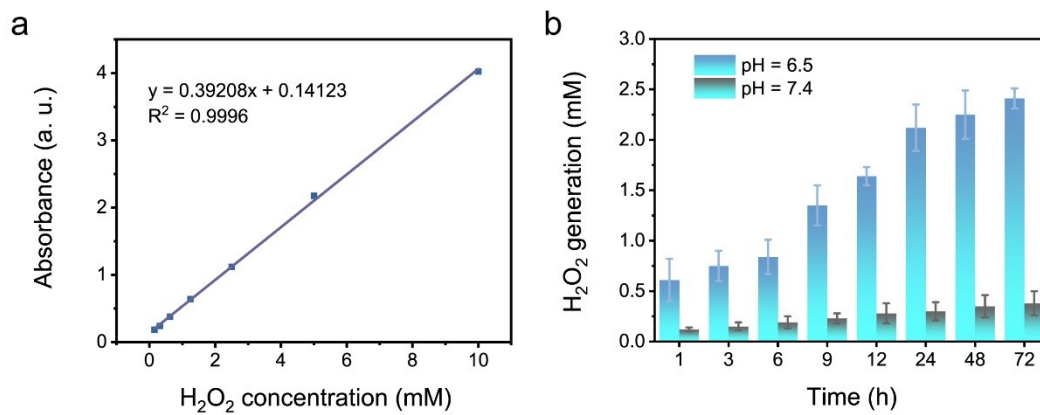 a
Absorbance (a. u.)
4
3
2
1
0
y = 0.39208x + 0.14123
R² = 0.9996
0 2 4 6 8 10
H₂O₂ concentration (mM)
b
H₂O₂ generation (mM)
3.0
2.5
2.0
1.5
1.0
0.5
0.0
pH = 6.5
pH = 7.4
1 3 6 9 12 24 48 72
Time (h)